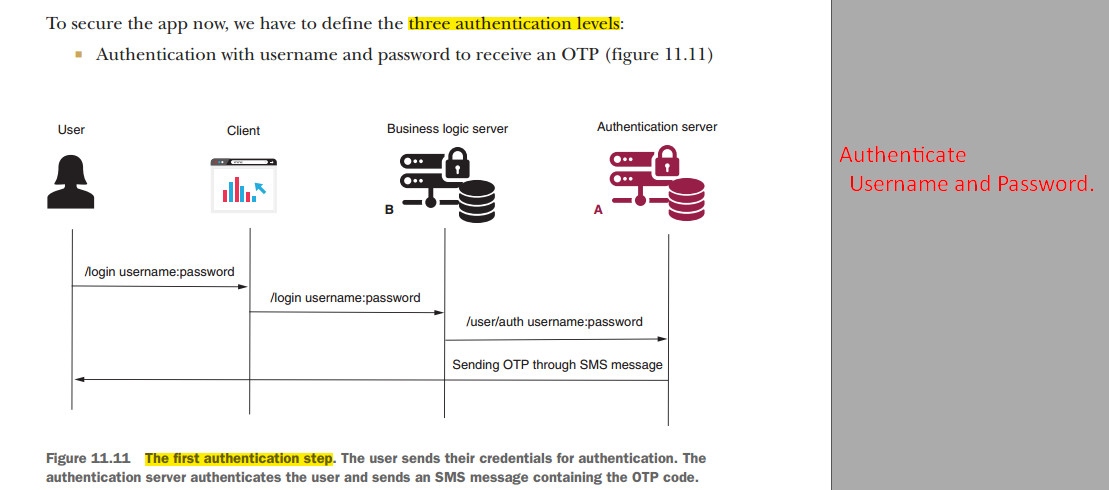 To secure the app now, we have to define the three authentication levels:
▪ Authentication with username and password to receive an OTP (figure 11.11)
User
Client
Business logic server
Authentication server
Authenticate
Username and Password.
B
A
/login username:password
/login username:password
/user/auth username:password
Sending OTP through SMS message
Figure 11.11 The first authentication step. The user sends their credentials for authentication. The
authentication server authenticates the user and sends an SMS message containing the OTP code.